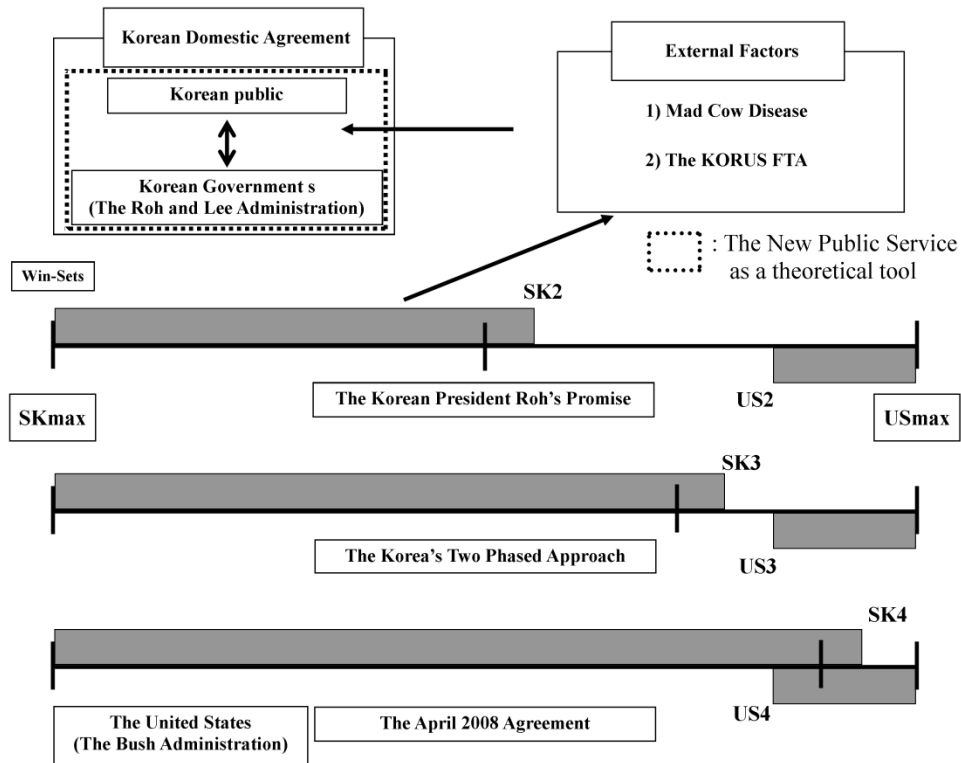 Korean Domestic Agreement
Korean public
Korean Government s
(The Roh and Lee Administration)
External Factors
1) Mad Cow Disease
2) The KORUS FTA
: The New Public Service
as a theoretical tool
Win-Sets
SK2
The Korean President Roh's Promise
US2
SKmax
USmax
SK3
The Korea's Two Phased Approach
US3
SK4
US4
The United States
(The Bush Administration)
The April 2008 Agreement